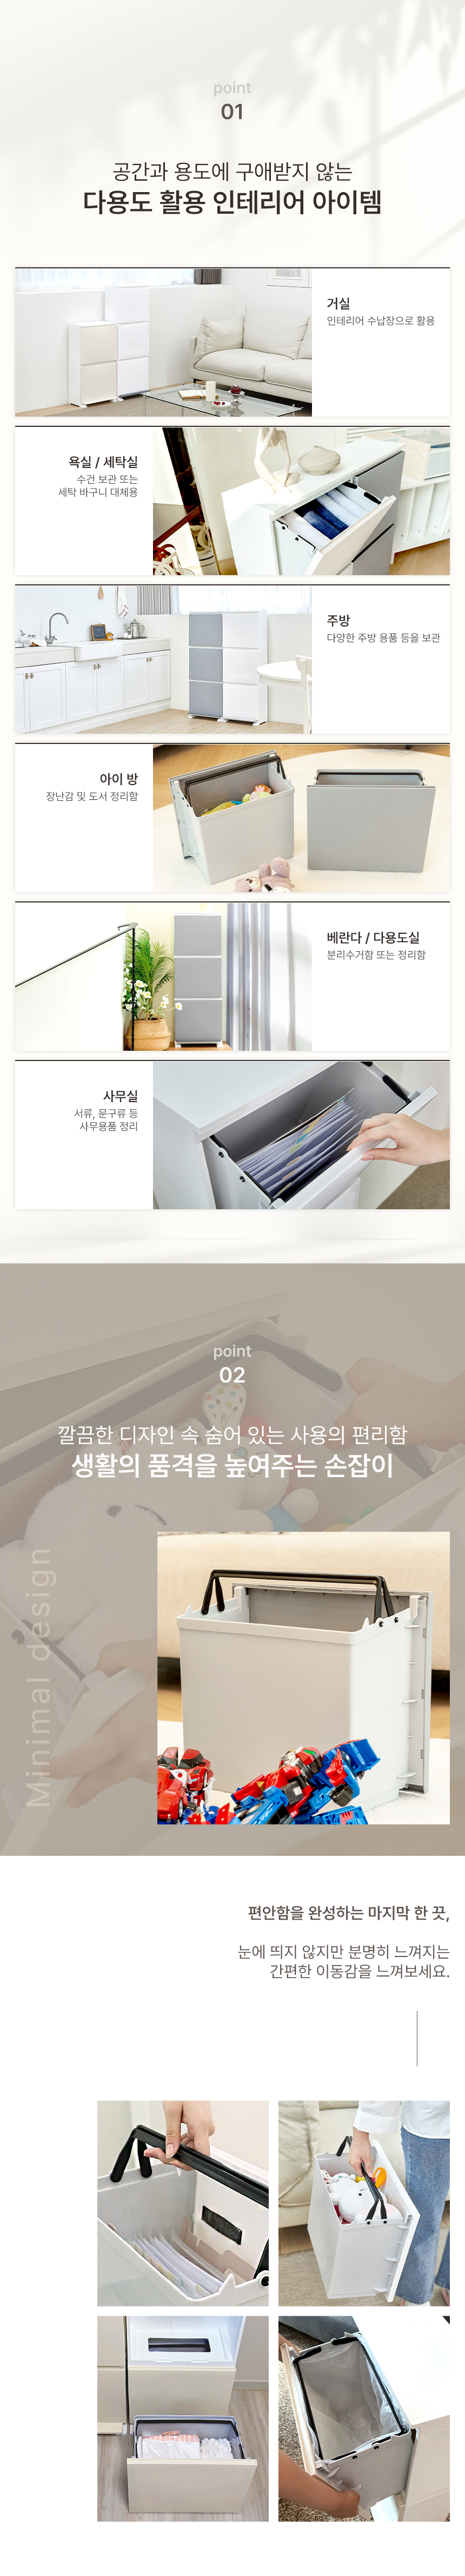 point
01
공간과 용도에 구애받지 않는
다용도 활용 인테리어 아이템
거실
인테리어 수납장으로 활용
욕실 / 세탁실
수건 보관 또는
세탁 바구니 대체용
주방
다양한 주방 용품 등을 보관
아이 방
장난감 및 도서 정리함
베란다 / 다용도실
분리수거함 또는 정리함
사무실
서류, 문구류 등
사무용품 정리
point
02
깔끔한 디자인 속 숨어 있는 사용의 편리함
생활의 품격을 높여주는 손잡이
Minimal design
편안함을 완성하는 마지막 한 끗,
눈에 띄지 않지만 분명히 느껴지는
간편한 이동감을 느껴보세요.